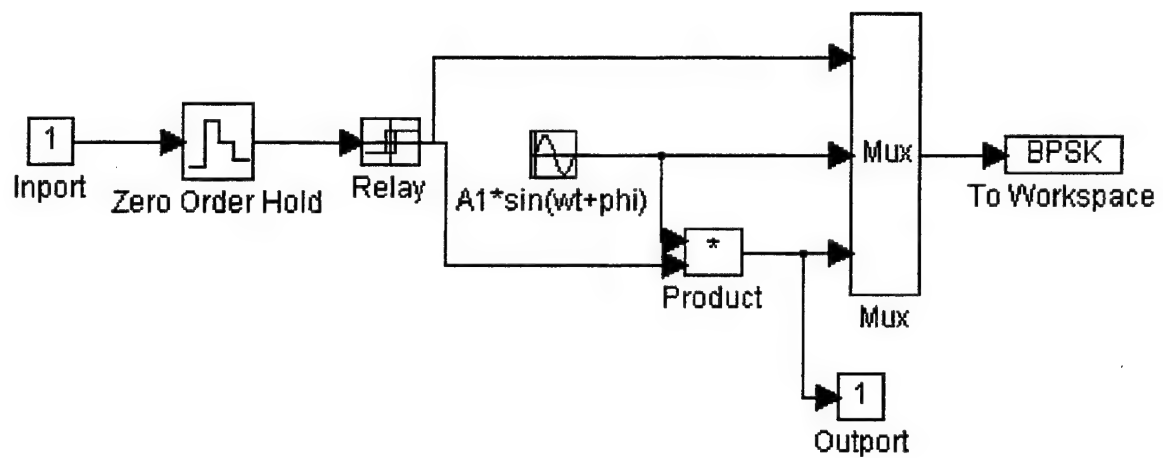 1
Inport
Zero Order Hold
Relay
A1*sin(wt+phi)
*
Product
Mux
Mux
BPSK
To Workspace
1
Outport